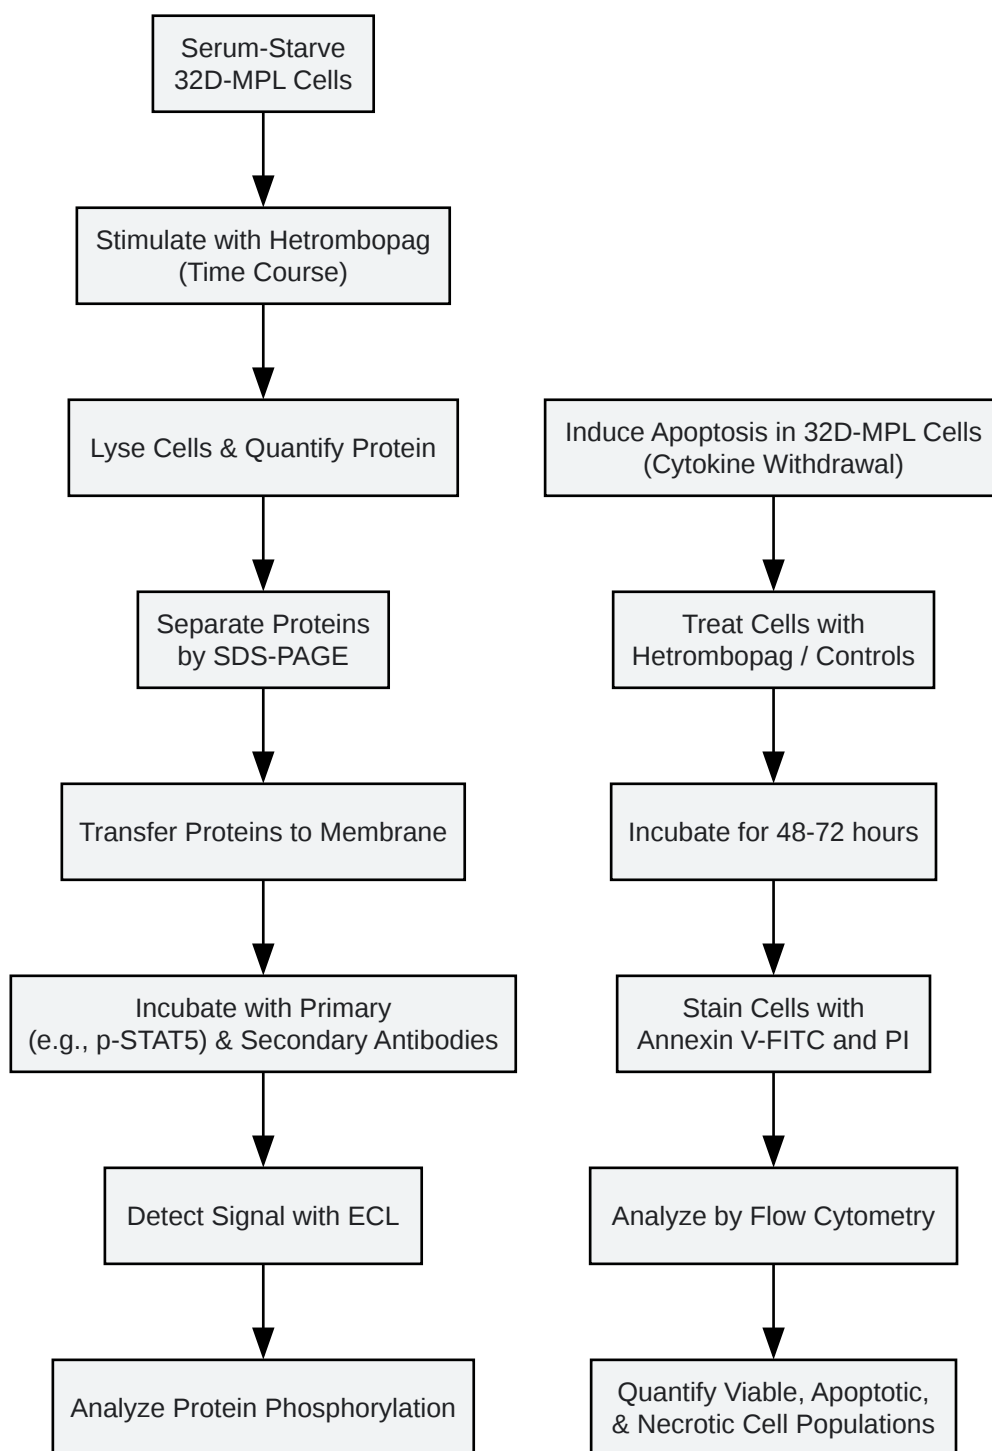 Serum-Starve
32D-MPL Cells
Stimulate with Hetrombopag
(Time Course)
Lyse Cells & Quantify Protein
Separate Proteins
by SDS-PAGE
Transfer Proteins to Membrane
Incubate with Primary
(e.g., p-STAT5) & Secondary Antibodies
Detect Signal with ECL
Analyze Protein Phosphorylation
Induce Apoptosis in 32D-MPL Cells
(Cytokine Withdrawal)
Treat Cells with
Hetrombopag / Controls
Incubate for 48-72 hours
Stain Cells with
Annexin V-FITC and PI
Analyze by Flow Cytometry
Quantify Viable, Apoptotic,
& Necrotic Cell Populations